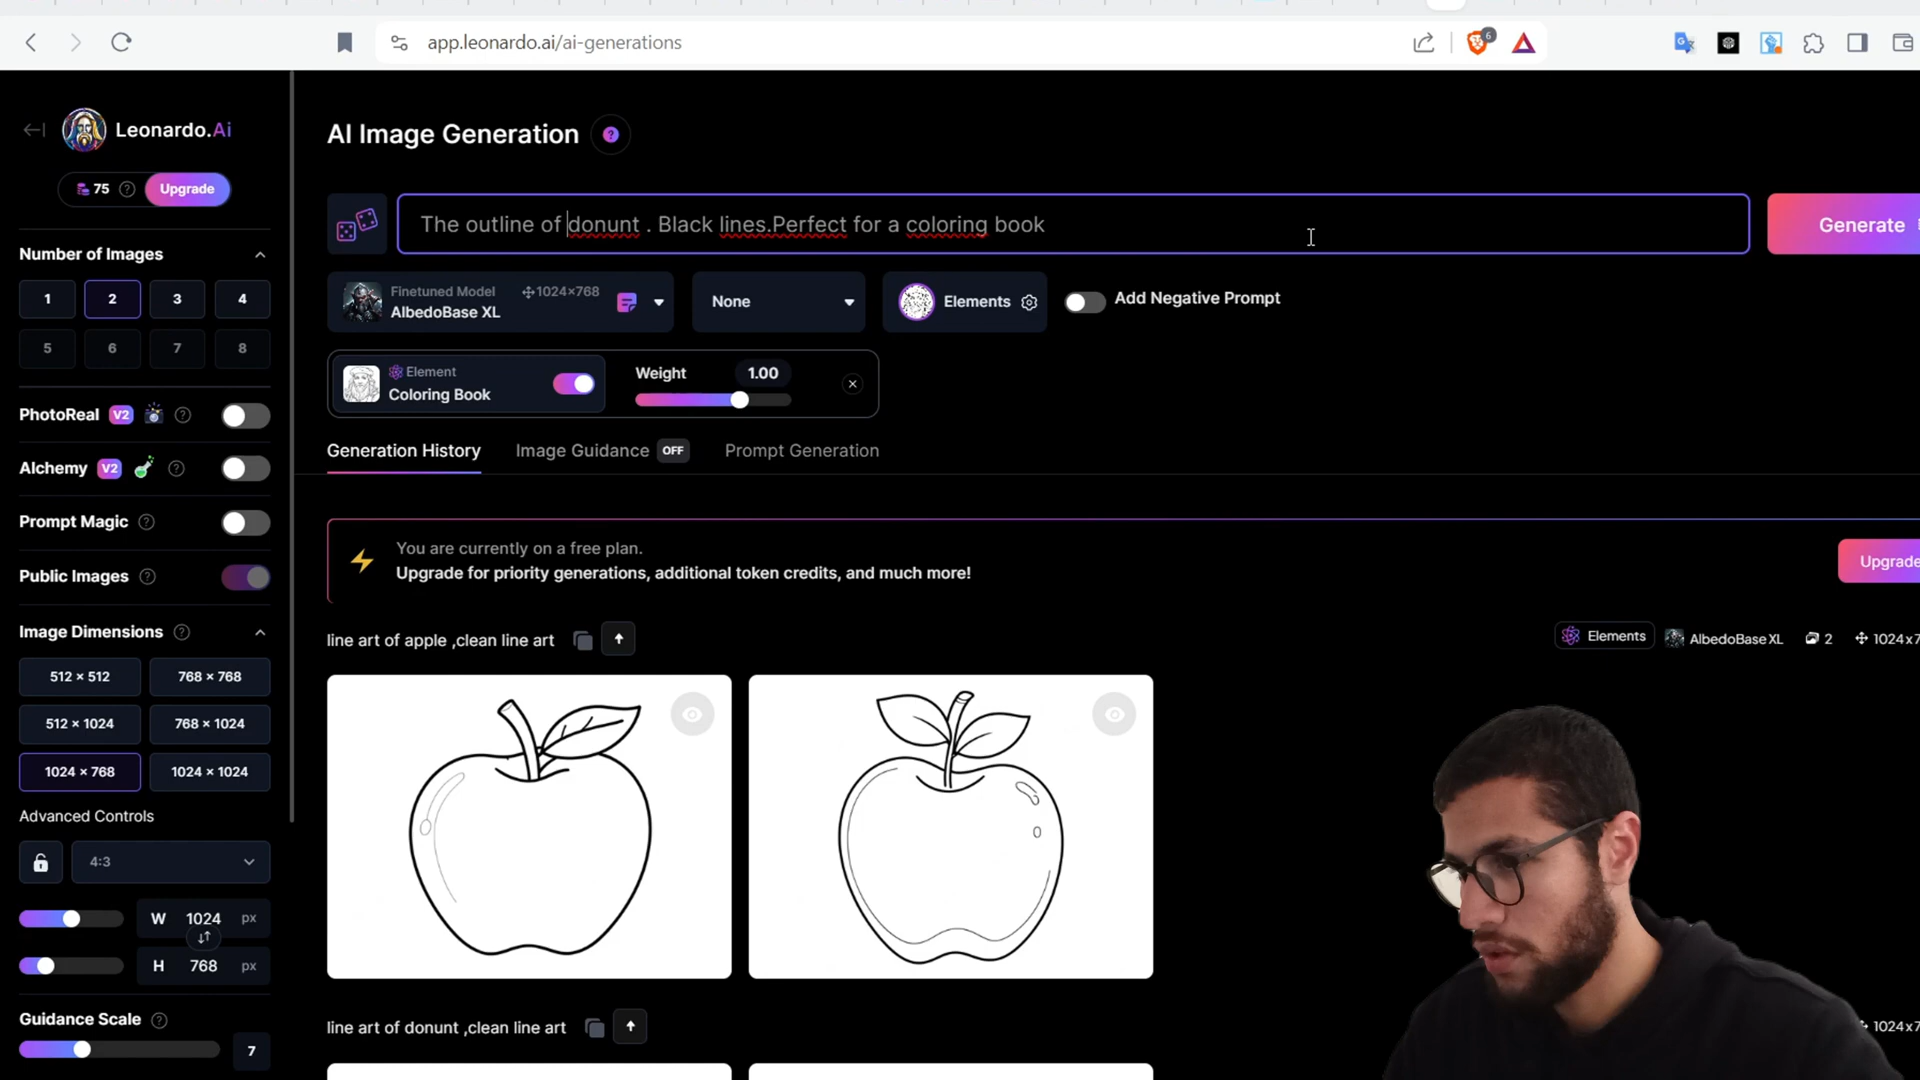 app.leonardo.ai/ai-generations
6
Leonardo.Ai
75
Upgrade
Number of Images
1
2
3
4
5
6
7
8
PhotoReal V2
Alchemy V2
Prompt Magic
Public Images
Image Dimensions
512 × 512
768 × 768
512 × 1024
768 × 1024
1024 × 768
1024 × 1024
Advanced Controls
4:3
W 1024 px
H 768 px
Guidance Scale
7
AI Image Generation
The outline of donunt . Black lines.Perfect for a coloring book
Generate
Finetuned Model
1024×768
AlbedoBase XL
None
Elements
Add Negative Prompt
Element
Coloring Book
Weight
1.00
Generation History
Image Guidance
OFF
Prompt Generation
You are currently on a free plan.
Upgrade for priority generations, additional token credits, and much more!
Upgrade
line art of apple ,clean line art
Elements
AlbedoBase XL
2
1024×7
line art of donunt ,clean line art
1024×7